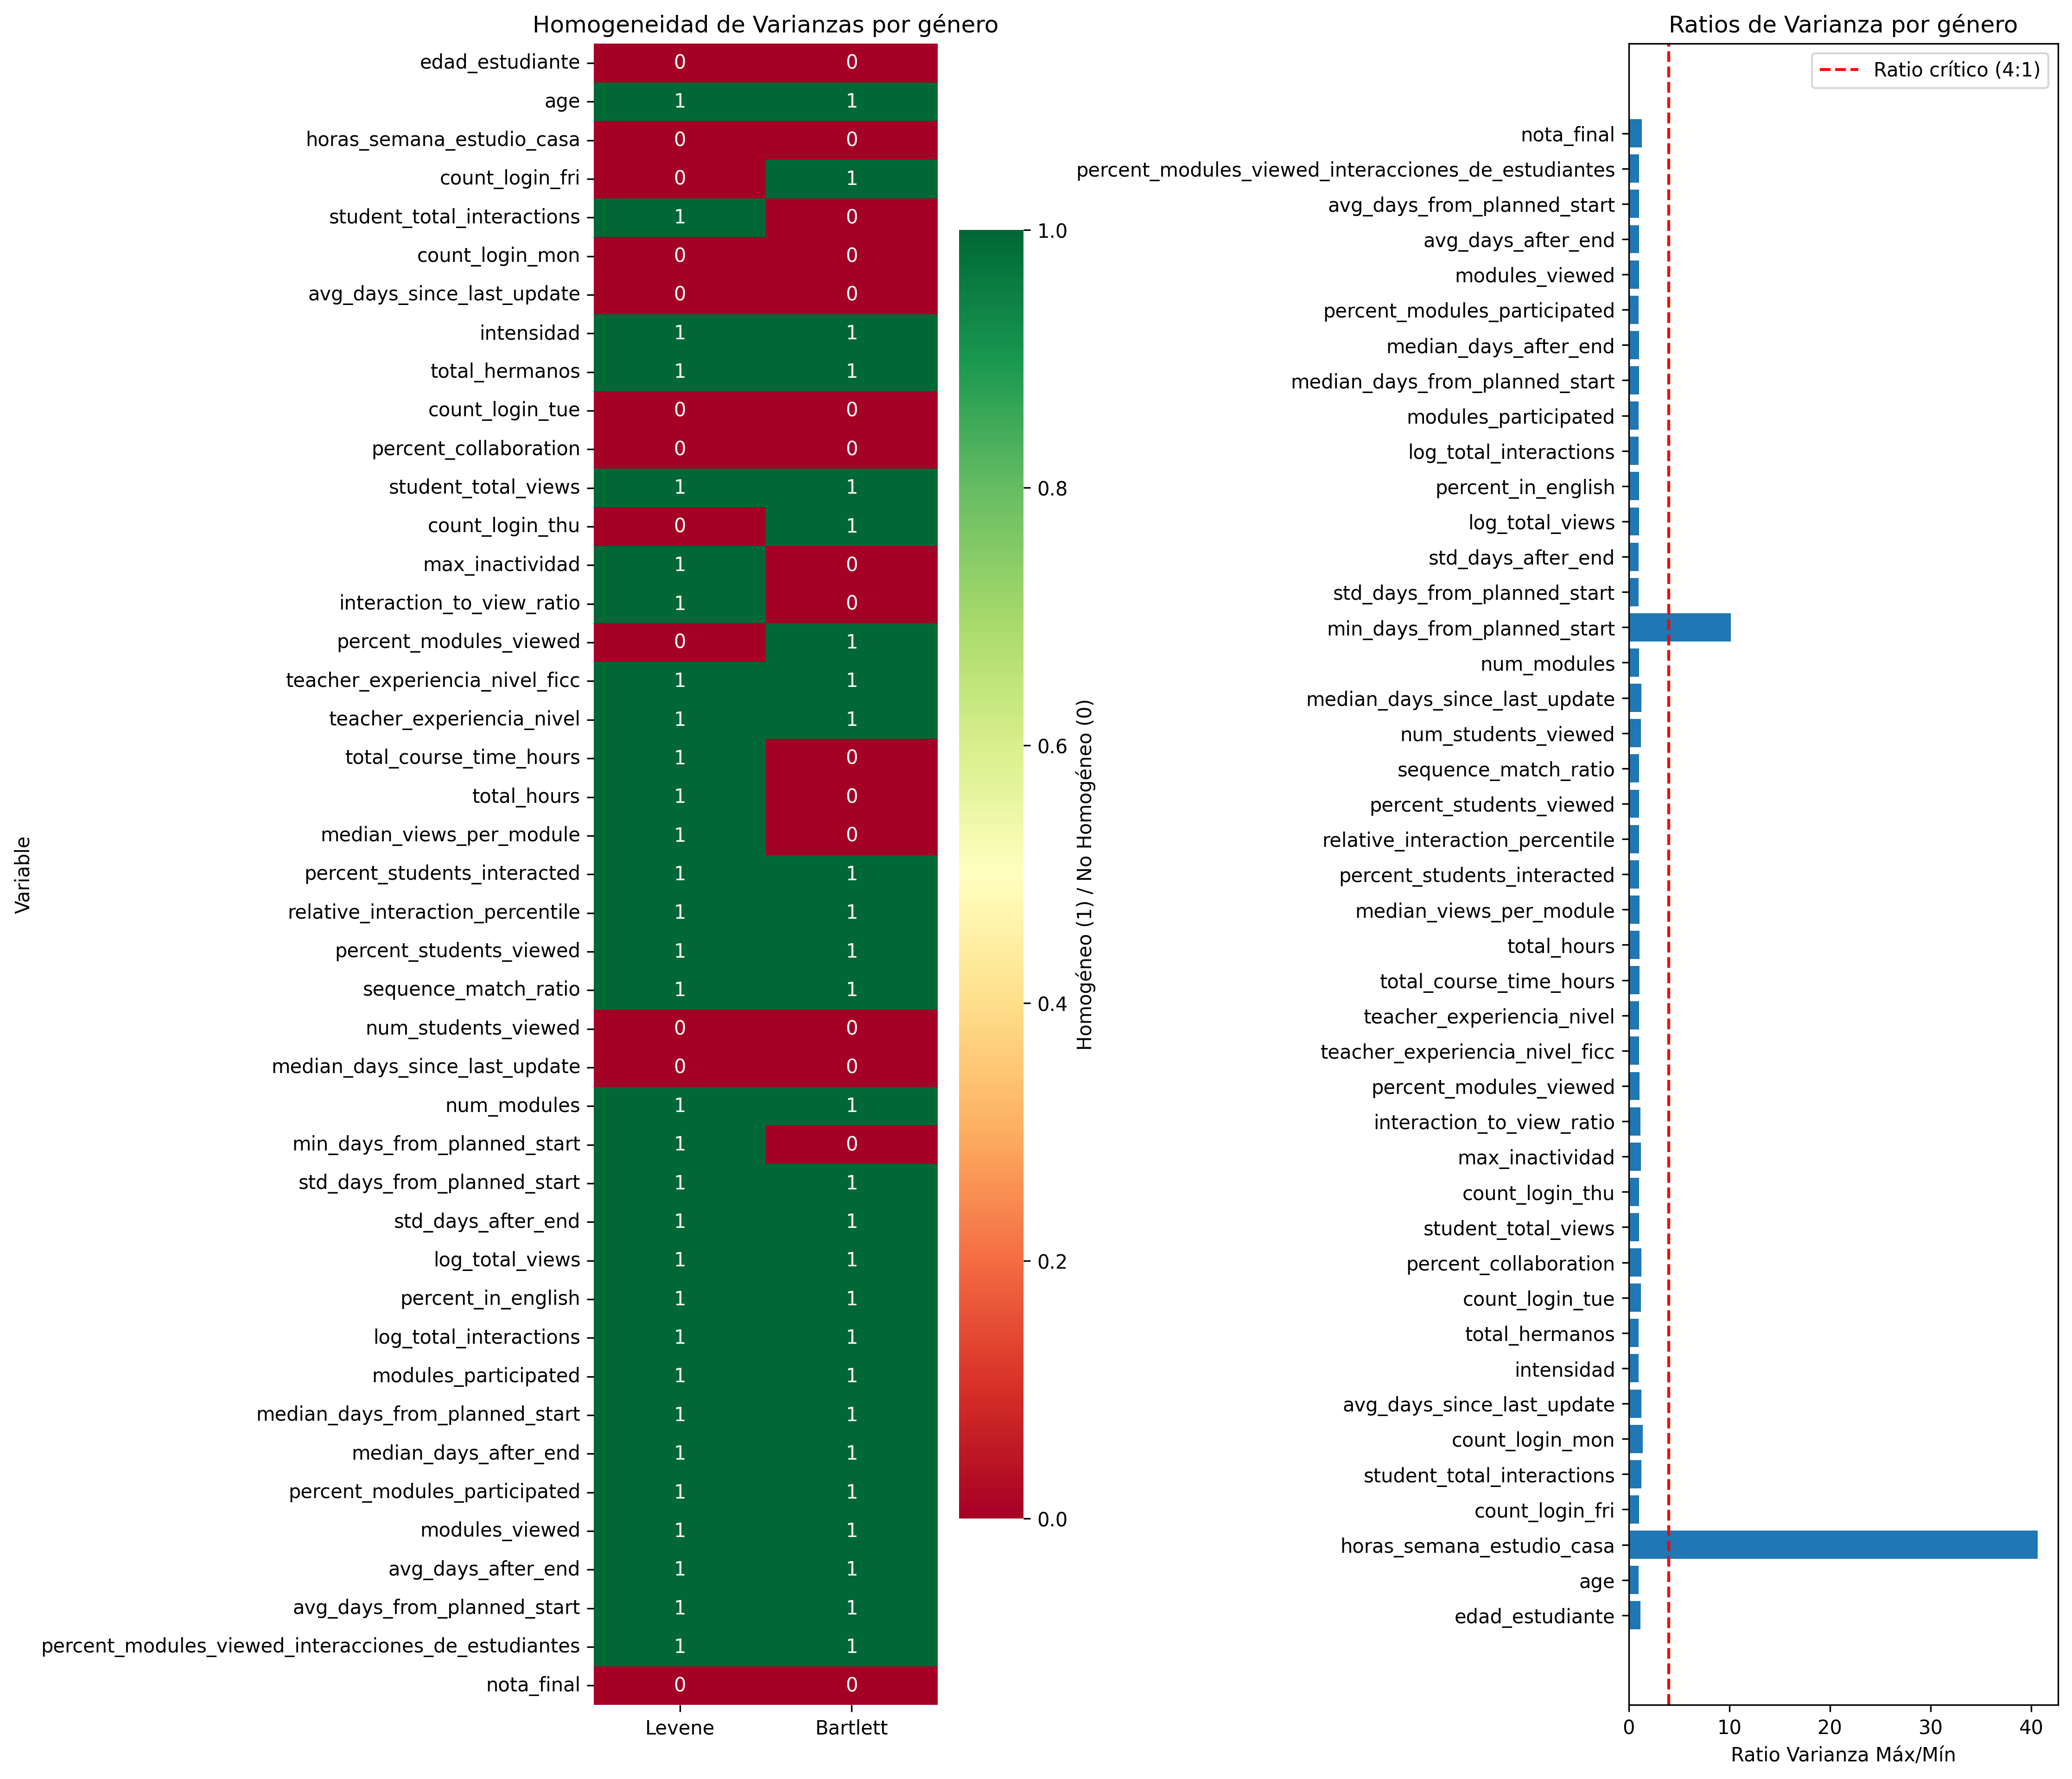 Homogeneidad de Varianzas por género
Variable
edad_estudiante 0 0
age 1 1
horas_semana_estudio_casa 0 0
count_login_fri 0 1
student_total_interactions 1 0
count_login_mon 0 0
avg_days_since_last_update 0 0
intensidad 1 1
total_hermanos 1 1
count_login_tue 0 0
percent_collaboration 0 0
student_total_views 1 1
count_login_thu 0 1
max_inactividad 1 0
interaction_to_view_ratio 1 0
percent_modules_viewed 0 1
teacher_experiencia_nivel_ficc 1 1
teacher_experiencia_nivel 1 1
total_course_time_hours 1 0
total_hours 1 0
median_views_per_module 1 0
percent_students_interacted 1 1
relative_interaction_percentile 1 1
percent_students_viewed 1 1
sequence_match_ratio 1 1
num_students_viewed 0 0
median_days_since_last_update 0 0
num_modules 1 1
min_days_from_planned_start 1 0
std_days_from_planned_start 1 1
std_days_after_end 1 1
log_total_views 1 1
percent_in_english 1 1
log_total_interactions 1 1
modules_participated 1 1
median_days_from_planned_start 1 1
median_days_after_end 1 1
percent_modules_participated 1 1
modules_viewed 1 1
avg_days_after_end 1 1
avg_days_from_planned_start 1 1
percent_modules_viewed_interacciones_de_estudiantes 1 1
nota_final 0 0
Levene Bartlett
1.0
0.8
0.6
0.4
0.2
0.0
Homogéneo (1) / No Homogéneo (0)
Ratios de Varianza por género
Ratio crítico (4:1)
nota_final
percent_modules_viewed_interacciones_de_estudiantes
avg_days_from_planned_start
avg_days_after_end
modules_viewed
percent_modules_participated
median_days_after_end
median_days_from_planned_start
modules_participated
log_total_interactions
percent_in_english
log_total_views
std_days_after_end
std_days_from_planned_start
min_days_from_planned_start
num_modules
median_days_since_last_update
num_students_viewed
sequence_match_ratio
percent_students_viewed
relative_interaction_percentile
percent_students_interacted
median_views_per_module
total_hours
total_course_time_hours
teacher_experiencia_nivel
teacher_experiencia_nivel_ficc
percent_modules_viewed
interaction_to_view_ratio
max_inactividad
count_login_thu
student_total_views
percent_collaboration
count_login_tue
total_hermanos
intensidad
avg_days_since_last_update
count_login_mon
student_total_interactions
count_login_fri
horas_semana_estudio_casa
age
edad_estudiante
0 10 20 30 40
Ratio Varianza Máx/Mín